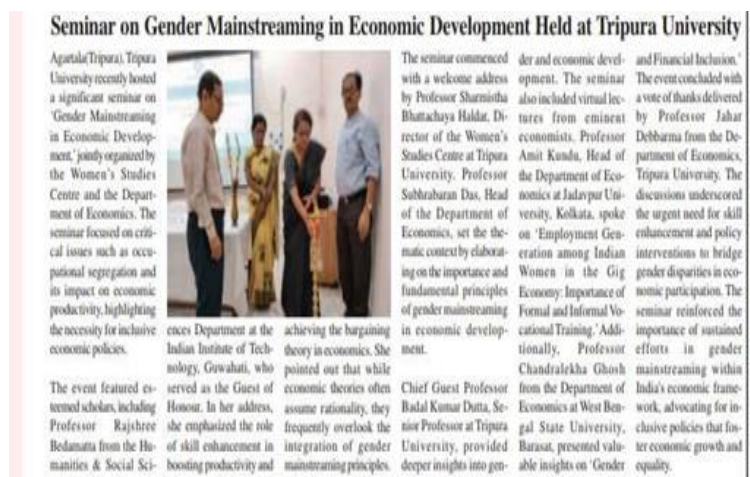 Seminar on Gender Mainstreaming in Economic Development Held at Tripura University
Agartala(Tripura), Tripura
University recently hosted
a significant seminar on
'Gender Mainstreaming
in Economic Develop-
ment,' jointly organized by
the Women's Studies
Centre and the Depart-
ment of Economics. The
seminar focused on criti-
cal issues such as occu-
pational segregation and
its impact on economic
productivity, highlighting
the necessity for inclusive
economic policies.
The event featured es-
teemed scholars, including
Professor Rajshree
Bedamatta from the Hu-
manities & Social Sci-
ences Department at the
Indian Institute of Tech-
nology, Guwahati, who
served as the Guest of
Honour. In her address,
she emphasized the role
of skill enhancement in
boosting productivity and
achieving the bargaining
theory in economics. She
pointed out that while
economic theories often
assume rationality, they
frequently overlook the
integration of gender
mainstreaming principles.
The seminar commenced
with a welcome address
by Professor Sharmistha
Bhattachaya Haldar, Di-
rector of the Women's
Studies Centre at Tripura
University. Professor
Subhrabaran Das, Head
of the Department of
Economics, set the the-
matic context by elaborat-
ing on the importance and
fundamental principles
of gender mainstreaming
in economic develop-
ment.
Chief Guest Professor
Badal Kumar Dutta, Se-
nior Professor at Tripura
University, provided
deeper insights into gen-
der and economic devel-
opment. The seminar
also included virtual lec-
tures from eminent
economists. Professor
Amit Kundu, Head of
the Department of Eco-
nomics at Jadavpur Uni-
versity, Kolkata, spoke
on 'Employment Gen-
eration among Indian
Women in the Gig
Economy: Importance of
Formal and Informal Vo-
cational Training.' Addi-
tionally, Professor
Chandralekha Ghosh
from the Department of
Economics at West Ben-
gal State University,
Barasat, presented valu-
able insights on 'Gender
and Financial Inclusion.'
The event concluded with
a vote of thanks delivered
by Professor Jahar
Debbarma from the De-
partment of Economics,
Tripura University. The
discussions underscored
the urgent need for skill
enhancement and policy
interventions to bridge
gender disparities in eco-
nomic participation. The
seminar reinforced the
importance of sustained
efforts in gender
mainstreaming within
India's economic frame-
work, advocating for in-
clusive policies that fos-
ter economic growth and
equality.